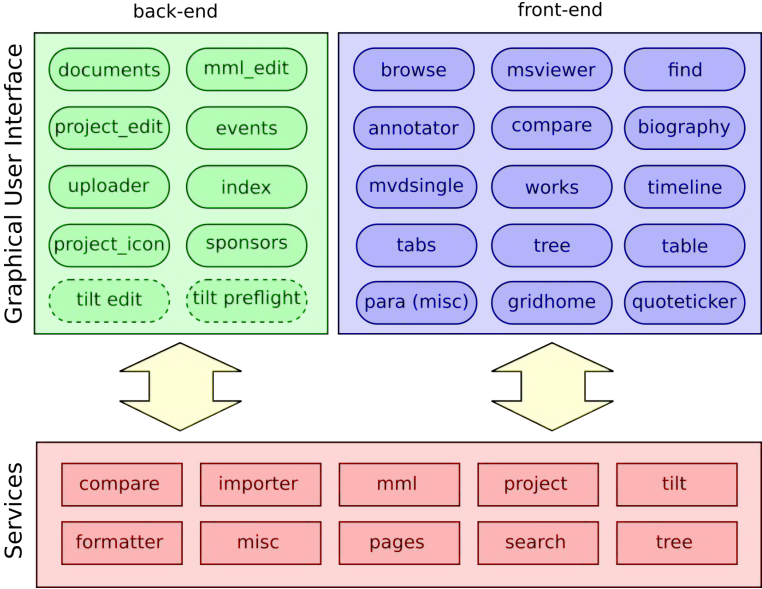 back-end
front-end
Graphical User Interface
documents
mml_edit
project_edit
events
uploader
index
project_icon
sponsors
tilt edit
tilt preflight
browse
msviewer
find
annotator
compare
biography
mvdsingle
works
timeline
tabs
tree
table
para (misc)
gridhome
quoteticker
Services
compare
importer
mml
project
tilt
formatter
misc
pages
search
tree